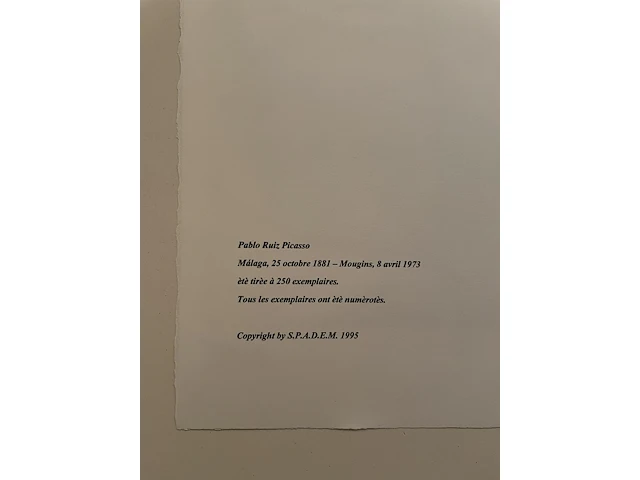 Pablo Ruiz Picasso
Málaga, 25 octobre 1881 – Mougins, 8 avril 1973
ètè tirèe à 250 exemplaires.
Tous les exemplaires ont ètè numèrotès.
Copyright by S.P.A.D.E.M. 1995